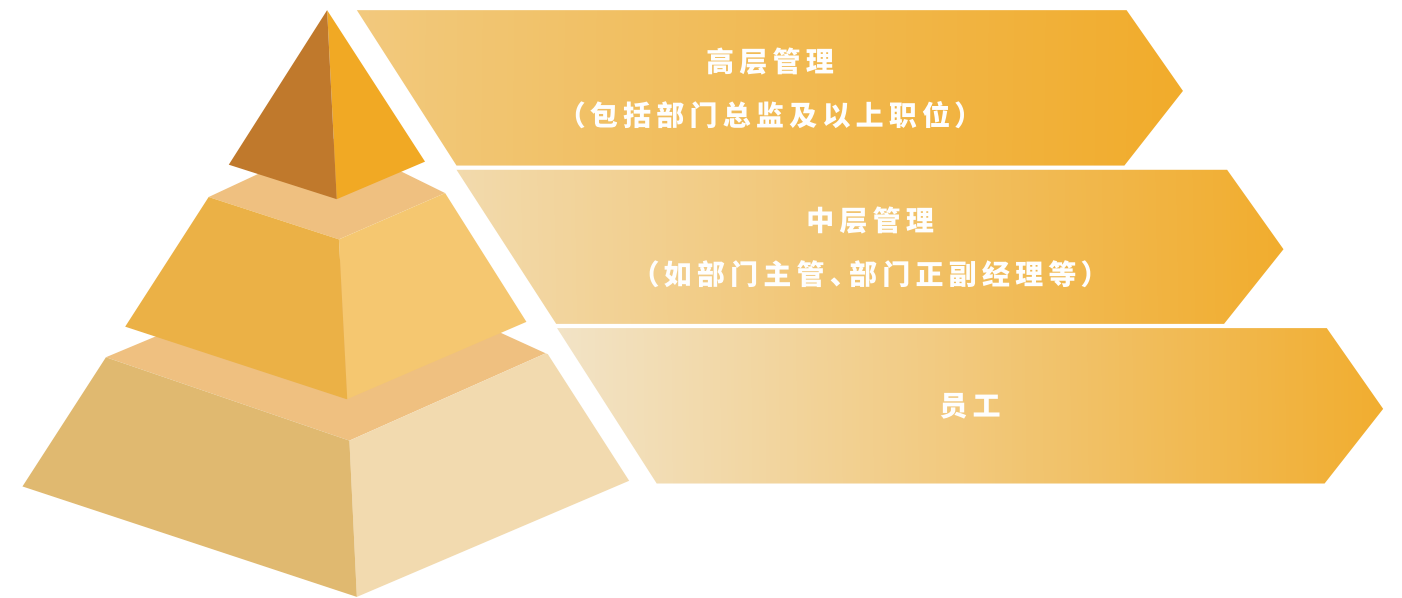 高层管理
（包括部门总监及以上职位）
中层管理
（如部门主管、部门正副经理等）
员工